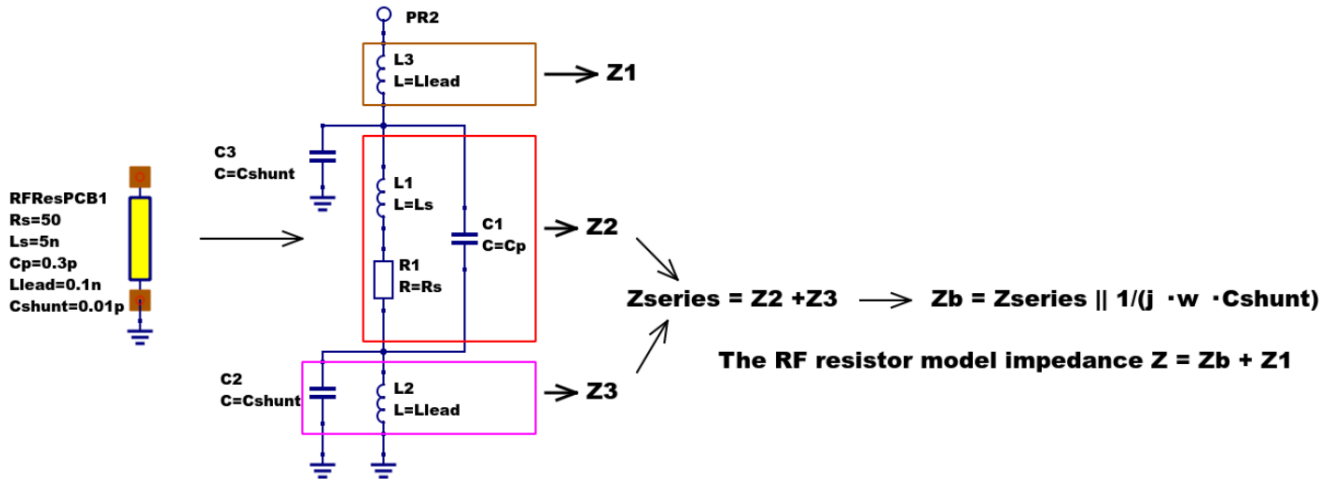 PR2
L3
L=Llead
Z1
C3
C=Cshunt
RFResPCB1
Rs=50
Ls=5n
Cp=0.3p
Llead=0.1n
Cshunt=0.01p
L1
L=Ls
C1
C=Cp
Z2
R1
R=Rs
Zseries = Z2 +Z3
Zb = Zseries || 1/(j ·w ·Cshunt)
The RF resistor model impedance Z = Zb + Z1
C2
C=Cshunt
L2
L=Llead
Z3